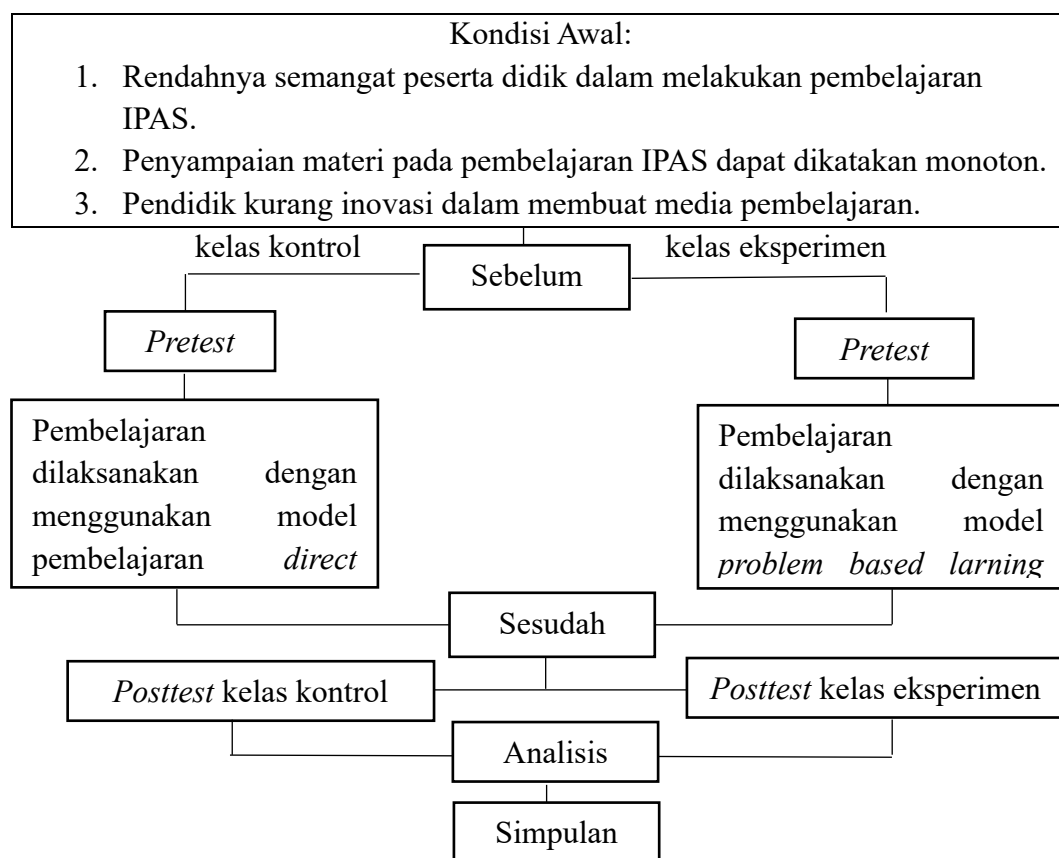 Kondisi Awal:
1. Rendahnya semangat peserta didik dalam melakukan pembelajaran
IPAS.
2. Penyampaian materi pada pembelajaran IPAS dapat dikatakan monoton.
3. Pendidik kurang inovasi dalam membuat media pembelajaran.
kelas kontrol
kelas eksperimen
Sebelum
Pretest
Pretest
Pembelajaran
dilaksanakan dengan
menggunakan model
pembelajaran direct
Pembelajaran
dilaksanakan dengan
menggunakan model
problem based larning
Sesudah
Posttest kelas kontrol
Posttest kelas eksperimen
Analisis
Simpulan